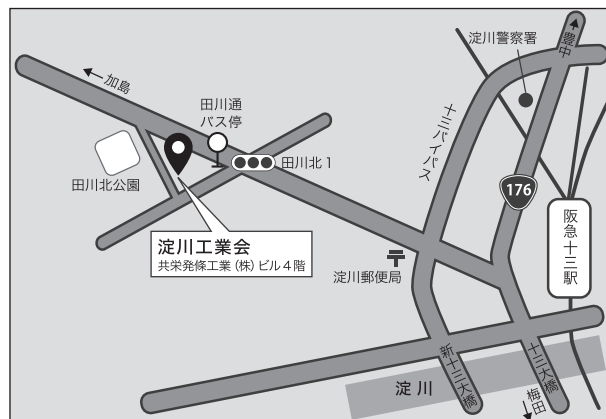 淀川警察署
豊中
加島
田川通
バス停
十三バイパス
田川北1
田川北公園
176
阪急十三駅
淀川工業会
共栄発條工業(株)ビル4階
淀川郵便局
新十三大橋
十三大橋
淀川
梅田